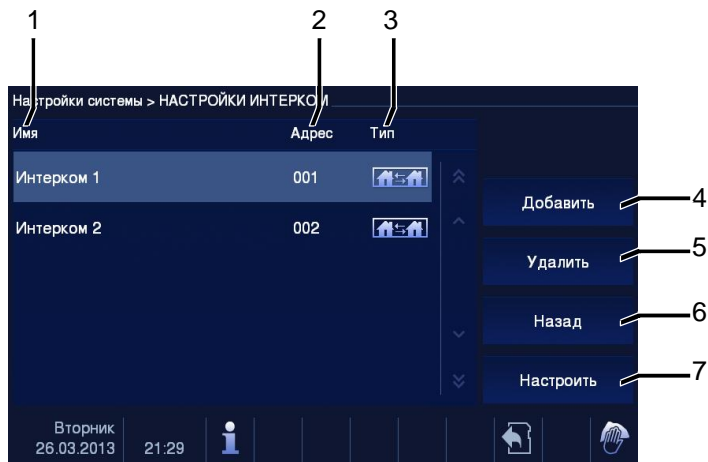 1 2 3
Настройки системы > НАСТРОЙКИ ИНТЕРКОМ
Имя Адрес Тип
Интерком 1 001
Интерком 2 002
Добавить 4
Удалить 5
Назад 6
Настроить 7
Вторник
26.03.2013 21:29